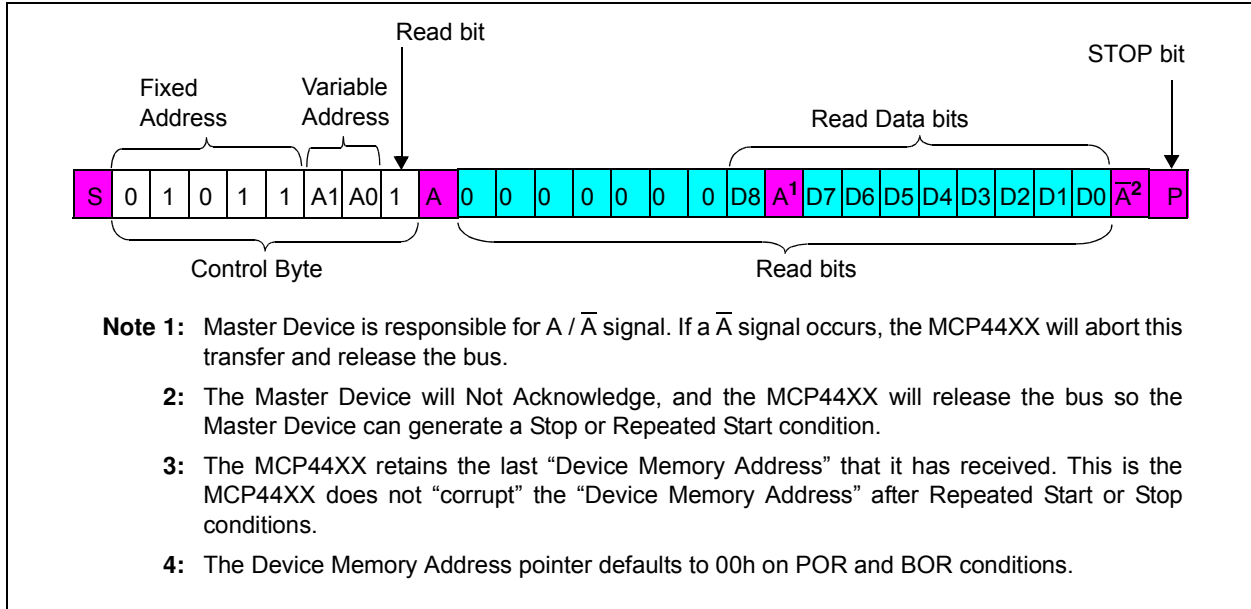 Read bit
STOP bit
Fixed Address
Variable Address
Read Data bits
S 0 1 0 1 1 A1 A0 1 A 0 0 0 0 0 0 0 D8 A¹ D7 D6 D5 D4 D3 D2 D1 D0 A̅² P
Control Byte
Read bits
Note 1: Master Device is responsible for A / A̅ signal. If a A̅ signal occurs, the MCP44XX will abort this
transfer and release the bus.
2: The Master Device will Not Acknowledge, and the MCP44XX will release the bus so the
Master Device can generate a Stop or Repeated Start condition.
3: The MCP44XX retains the last “Device Memory Address” that it has received. This is the
MCP44XX does not “corrupt” the “Device Memory Address” after Repeated Start or Stop
conditions.
4: The Device Memory Address pointer defaults to 00h on POR and BOR conditions.